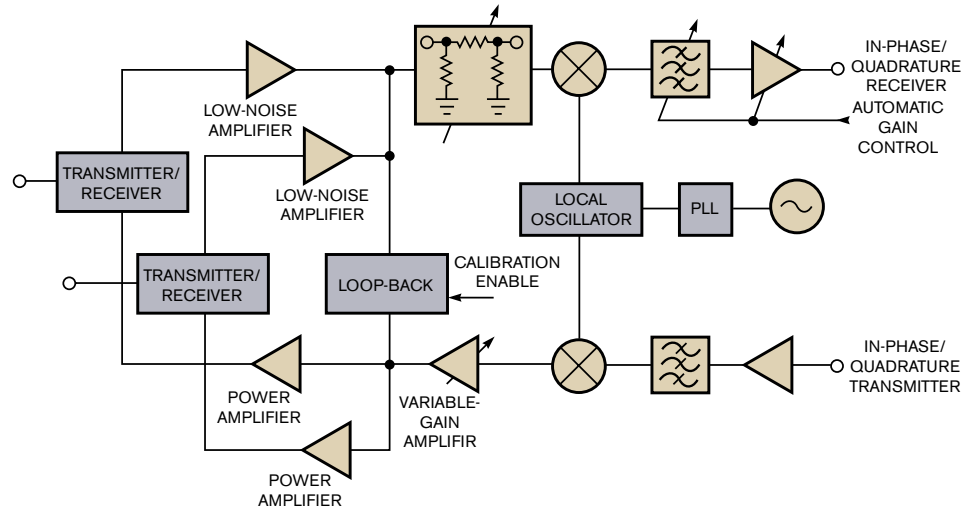 IN-PHASE/
QUADRATURE
RECEIVER
LOW-NOISE
AMPLIFIER
AUTOMATIC
GAIN
CONTROL
TRANSMITTER/
RECEIVER
LOW-NOISE
AMPLIFIER
LOCAL
OSCILLATOR
PLL
TRANSMITTER/
RECEIVER
LOOP-BACK
CALIBRATION
ENABLE
IN-PHASE/
QUADRATURE
TRANSMITTER
POWER
AMPLIFIER
VARIABLE-
GAIN
AMPLIFIR
POWER
AMPLIFIER